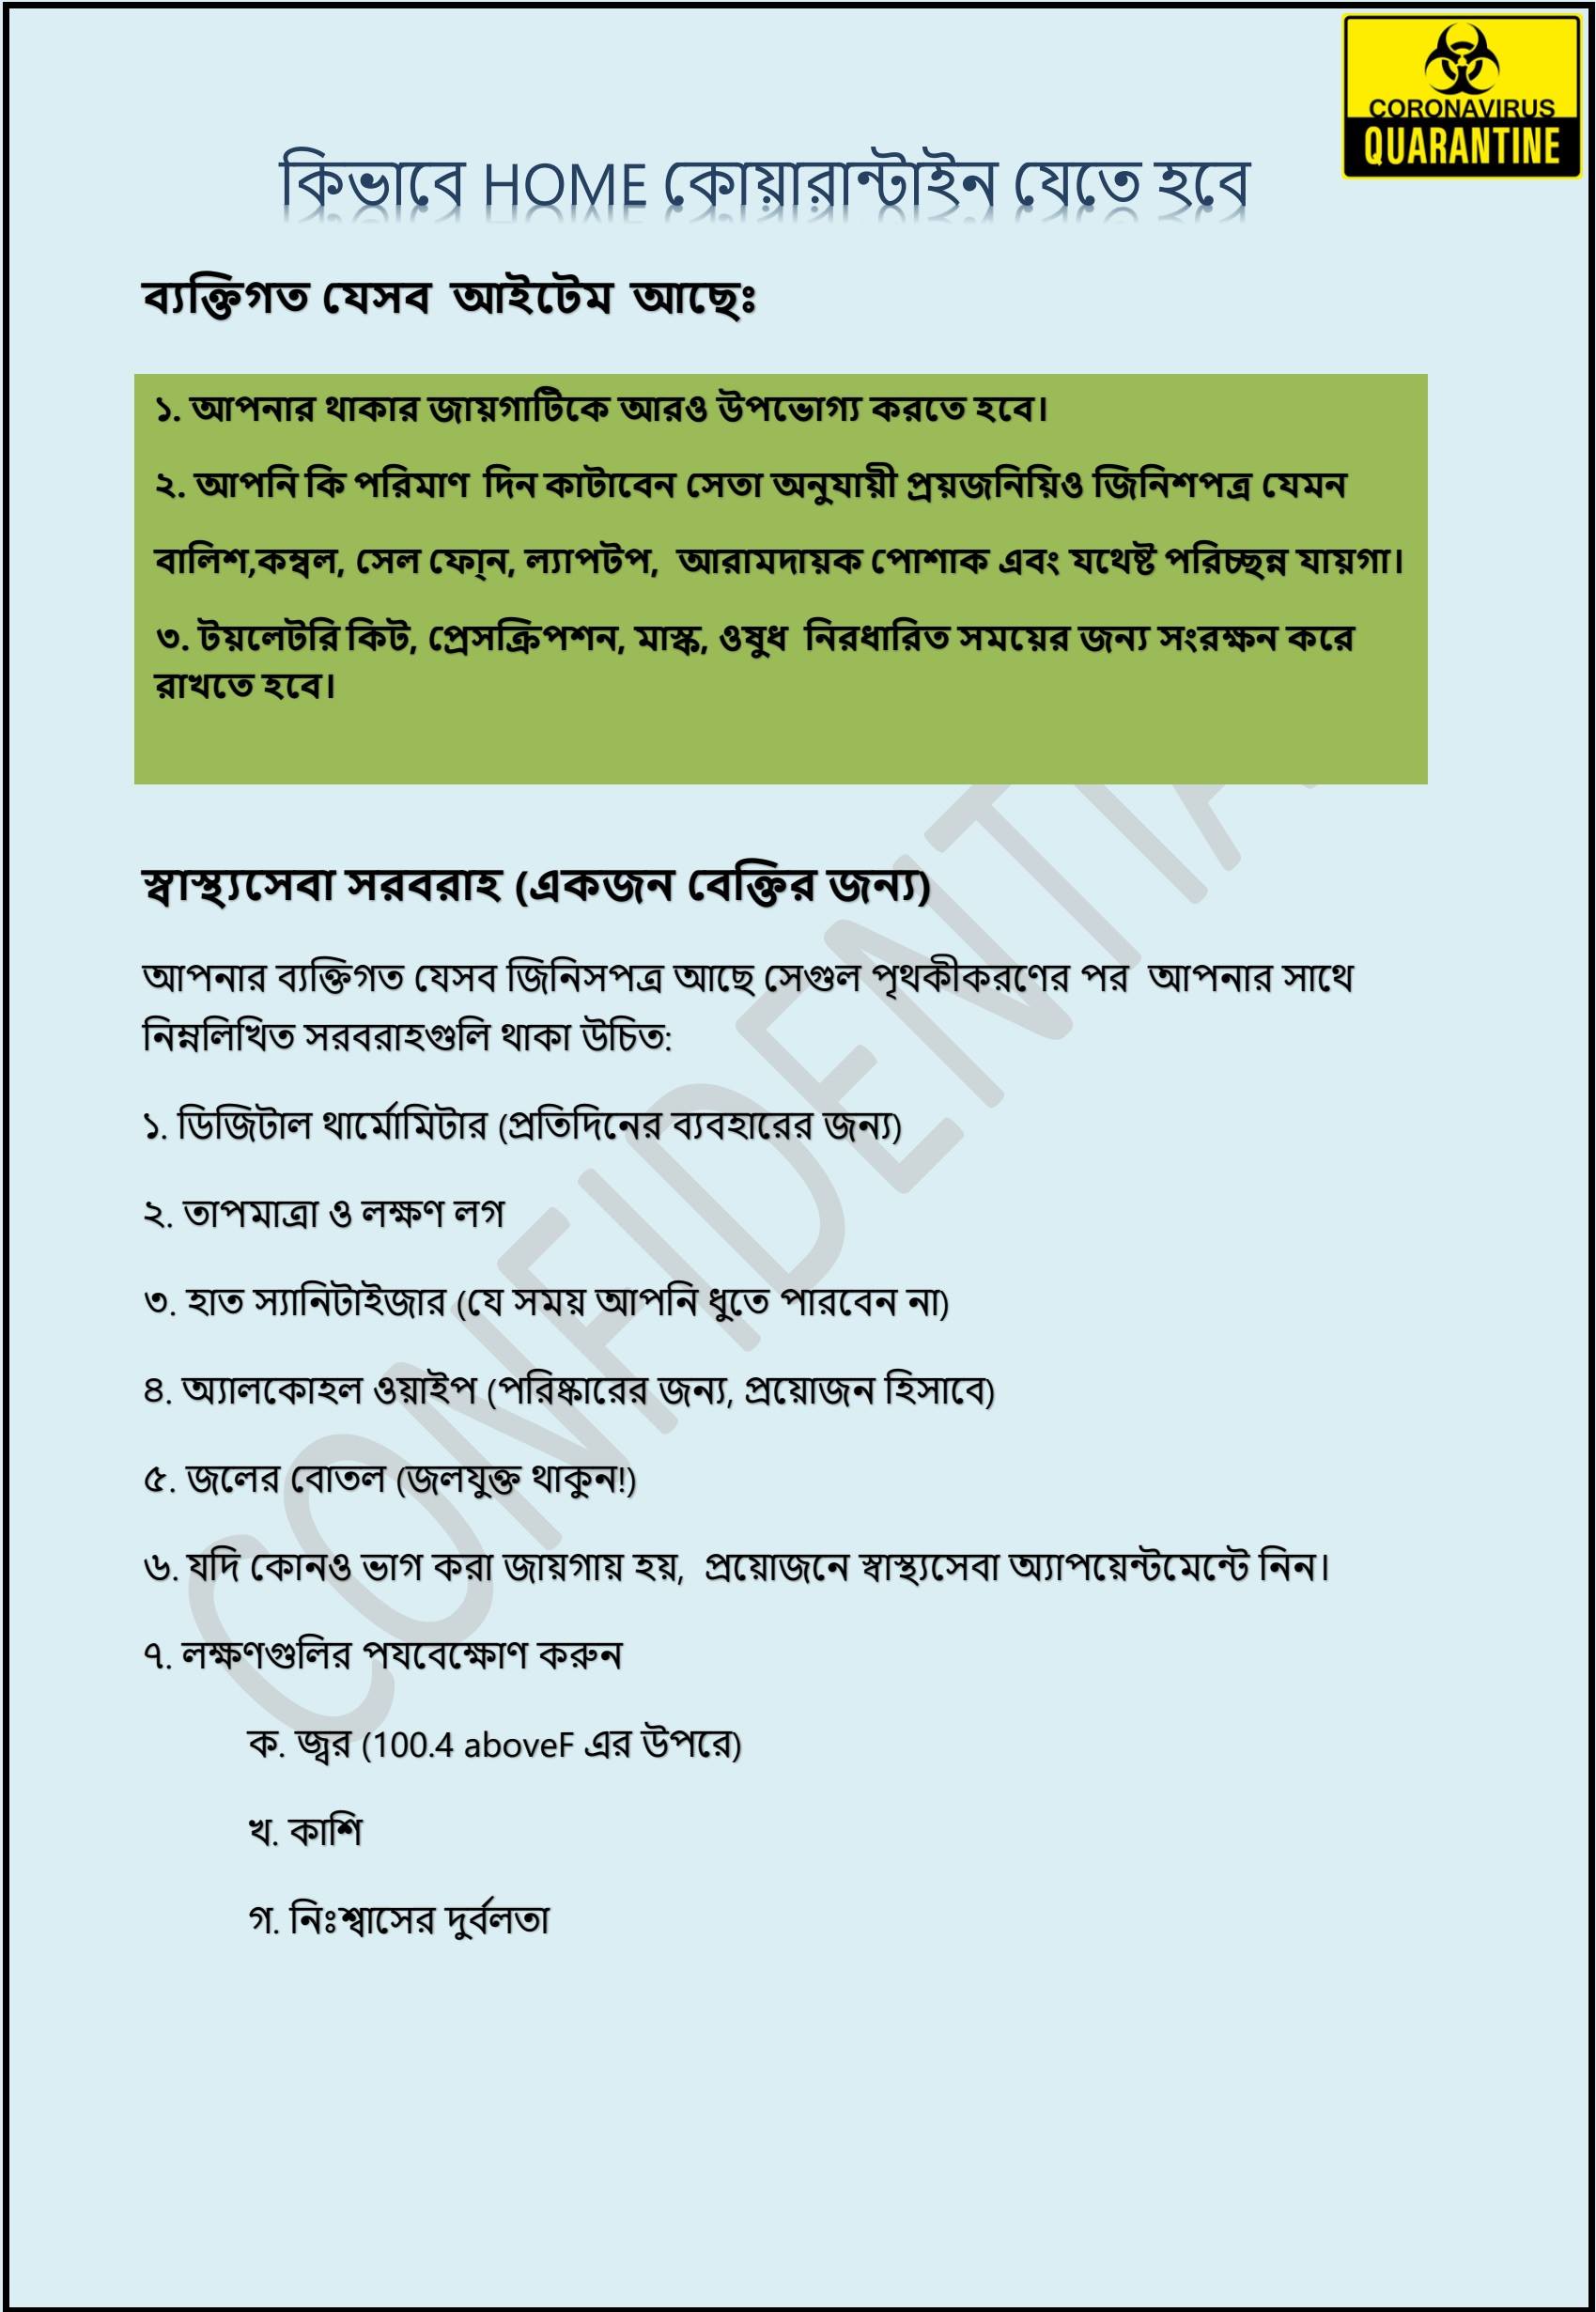 CORONAVIRUS
QUARANTINE
কিভাবে HOME কোয়ারান্টাইন যেতে হবে
ব্যক্তিগত যেসব আইটেম আছেঃ
১. আপনার থাকার জায়গাটিকে আরও উপভোগ্য করতে হবে।
২. আপনি কি পরিমাণ দিন কাটাবেন সেতা অনুযায়ী প্রয়জনিয়িও জিনিশপত্র যেমন
বালিশ,কম্বল, সেল ফো্ন, ল্যাপটপ, আরামদায়ক পোশাক এবং যথেষ্ট পরিচ্ছন্ন যায়গা।
৩. টয়লেটরি কিট, প্রেসক্রিপশন, মাস্ক, ওষুধ নিরধারিত সময়ের জন্য সংরক্ষন করে
রাখতে হবে।
স্বাস্থ্যসেবা সরবরাহ (একজন বেক্তির জন্য)
আপনার ব্যক্তিগত যেসব জিনিসপত্র আছে সেগুল পৃথকীকরণের পর আপনার সাথে
নিম্নলিখিত সরবরাহগুলি থাকা উচিত:
১. ডিজিটাল থার্মোমিটার (প্রতিদিনের ব্যবহারের জন্য)
২. তাপমাত্রা ও লক্ষণ লগ
৩. হাত স্যানিটাইজার (যে সময় আপনি ধুতে পারবেন না)
৪. অ্যালকোহল ওয়াইপ (পরিষ্কারের জন্য, প্রয়োজন হিসাবে)
৫. জলের বোতল (জলযুক্ত থাকুন!)
৬. যদি কোনও ভাগ করা জায়গায় হয়, প্রয়োজনে স্বাস্থ্যসেবা অ্যাপয়েন্টমেন্টে নিন।
৭. লক্ষণগুলির পযবেক্ষোণ করুন
ক. জ্বর (100.4 aboveF এর উপরে)
খ. কাশি
গ. নিঃশ্বাসের দুর্বলতা
CONFIDENTIA